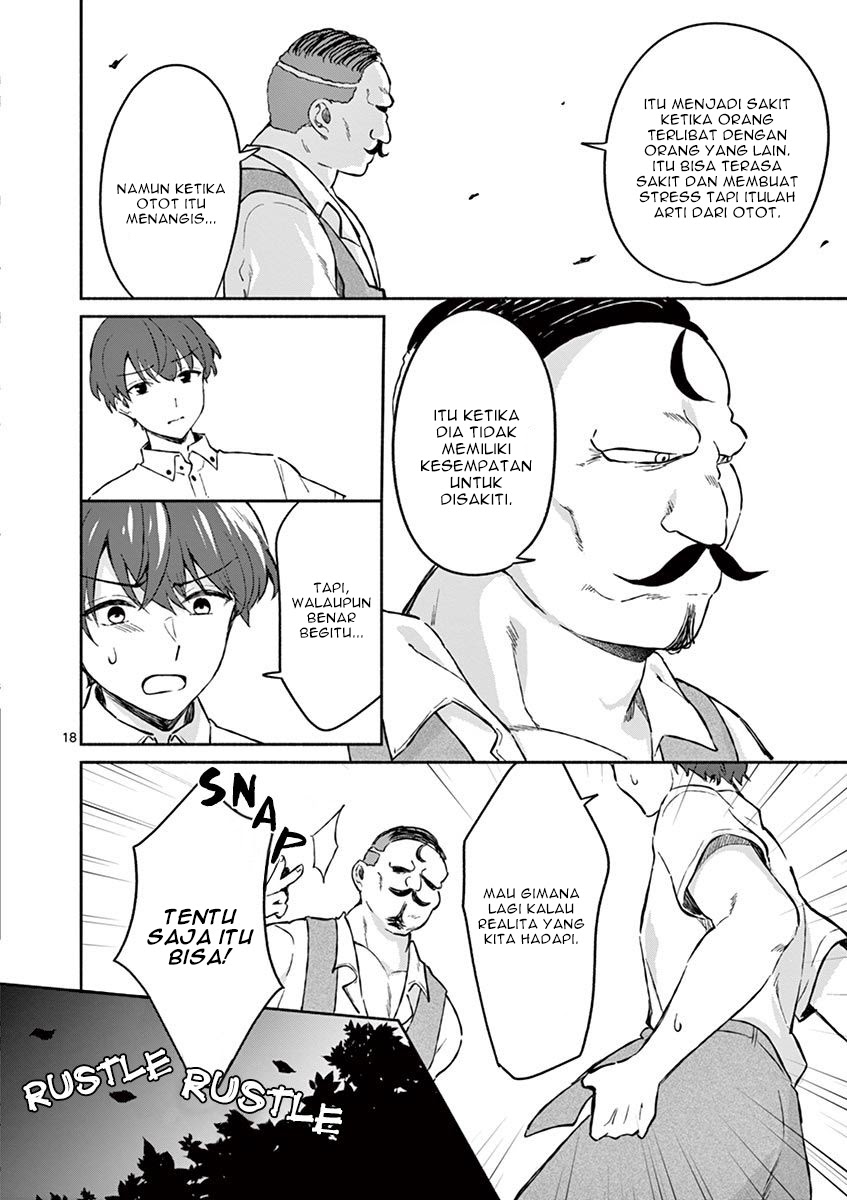 ITU MENJADI SAKIT
KETIKA ORANG
TERLIBAT DENGAN
ORANG YANG LAIN.
ITU BISA TERASA
SAKIT DAN MEMBUAT
STRESS TAPI ITULAH
ARTI DARI OTOT.
NAMUN KETIKA
OTOT ITU
MENANGIS...
ITU KETIKA
DIA TIDAK
MEMILIKI
KESEMPATAN
UNTUK
DISAKITI.
TAPI,
WALAUPUN
BENAR
BEGITU...
18
MAU GIMANA
LAGI KALAU
REALITA YANG
KITA HADAPI.
SNAP
TENTU
SAJA ITU
BISA!
RUSTLE RUSTLE